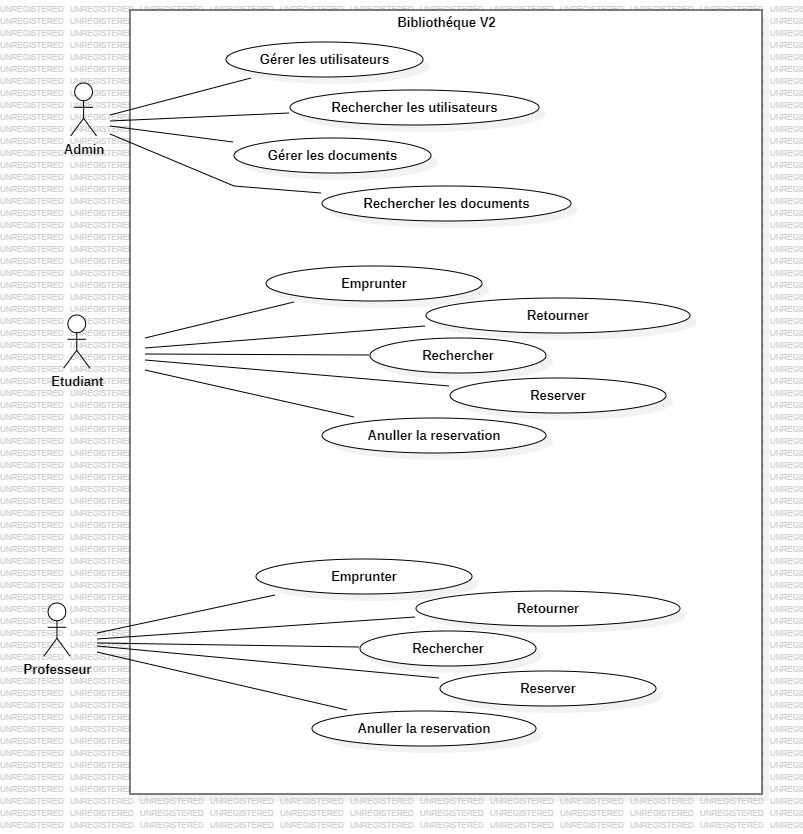 Bibliothéque V2
Gérer les utilisateurs
Rechercher les utilisateurs
Admin
Gérer les documents
Rechercher les documents
Emprunter
Retourner
Rechercher
Etudiant
Reserver
Anuller la reservation
Emprunter
Retourner
Rechercher
Professeur
Reserver
Anuller la reservation
UNREGISTERED